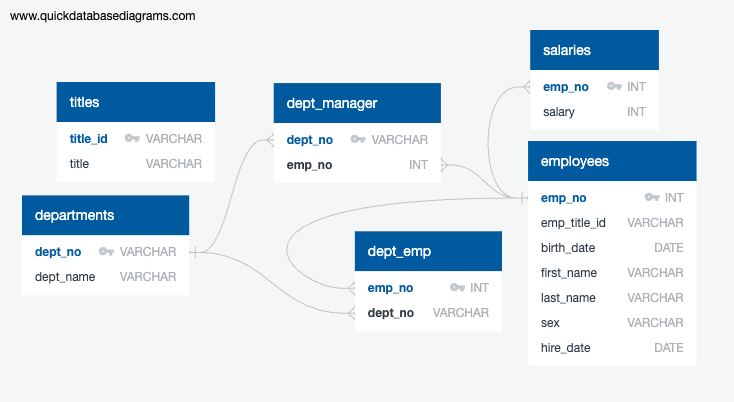 www.quickdatabasediagrams.com
titles
title_id VARCHAR
title VARCHAR
departments
dept_no VARCHAR
dept_name VARCHAR
dept_manager
dept_no VARCHAR
emp_no INT
dept_emp
emp_no INT
dept_no VARCHAR
salaries
emp_no INT
salary INT
employees
emp_no INT
emp_title_id VARCHAR
birth_date DATE
first_name VARCHAR
last_name VARCHAR
sex VARCHAR
hire_date DATE